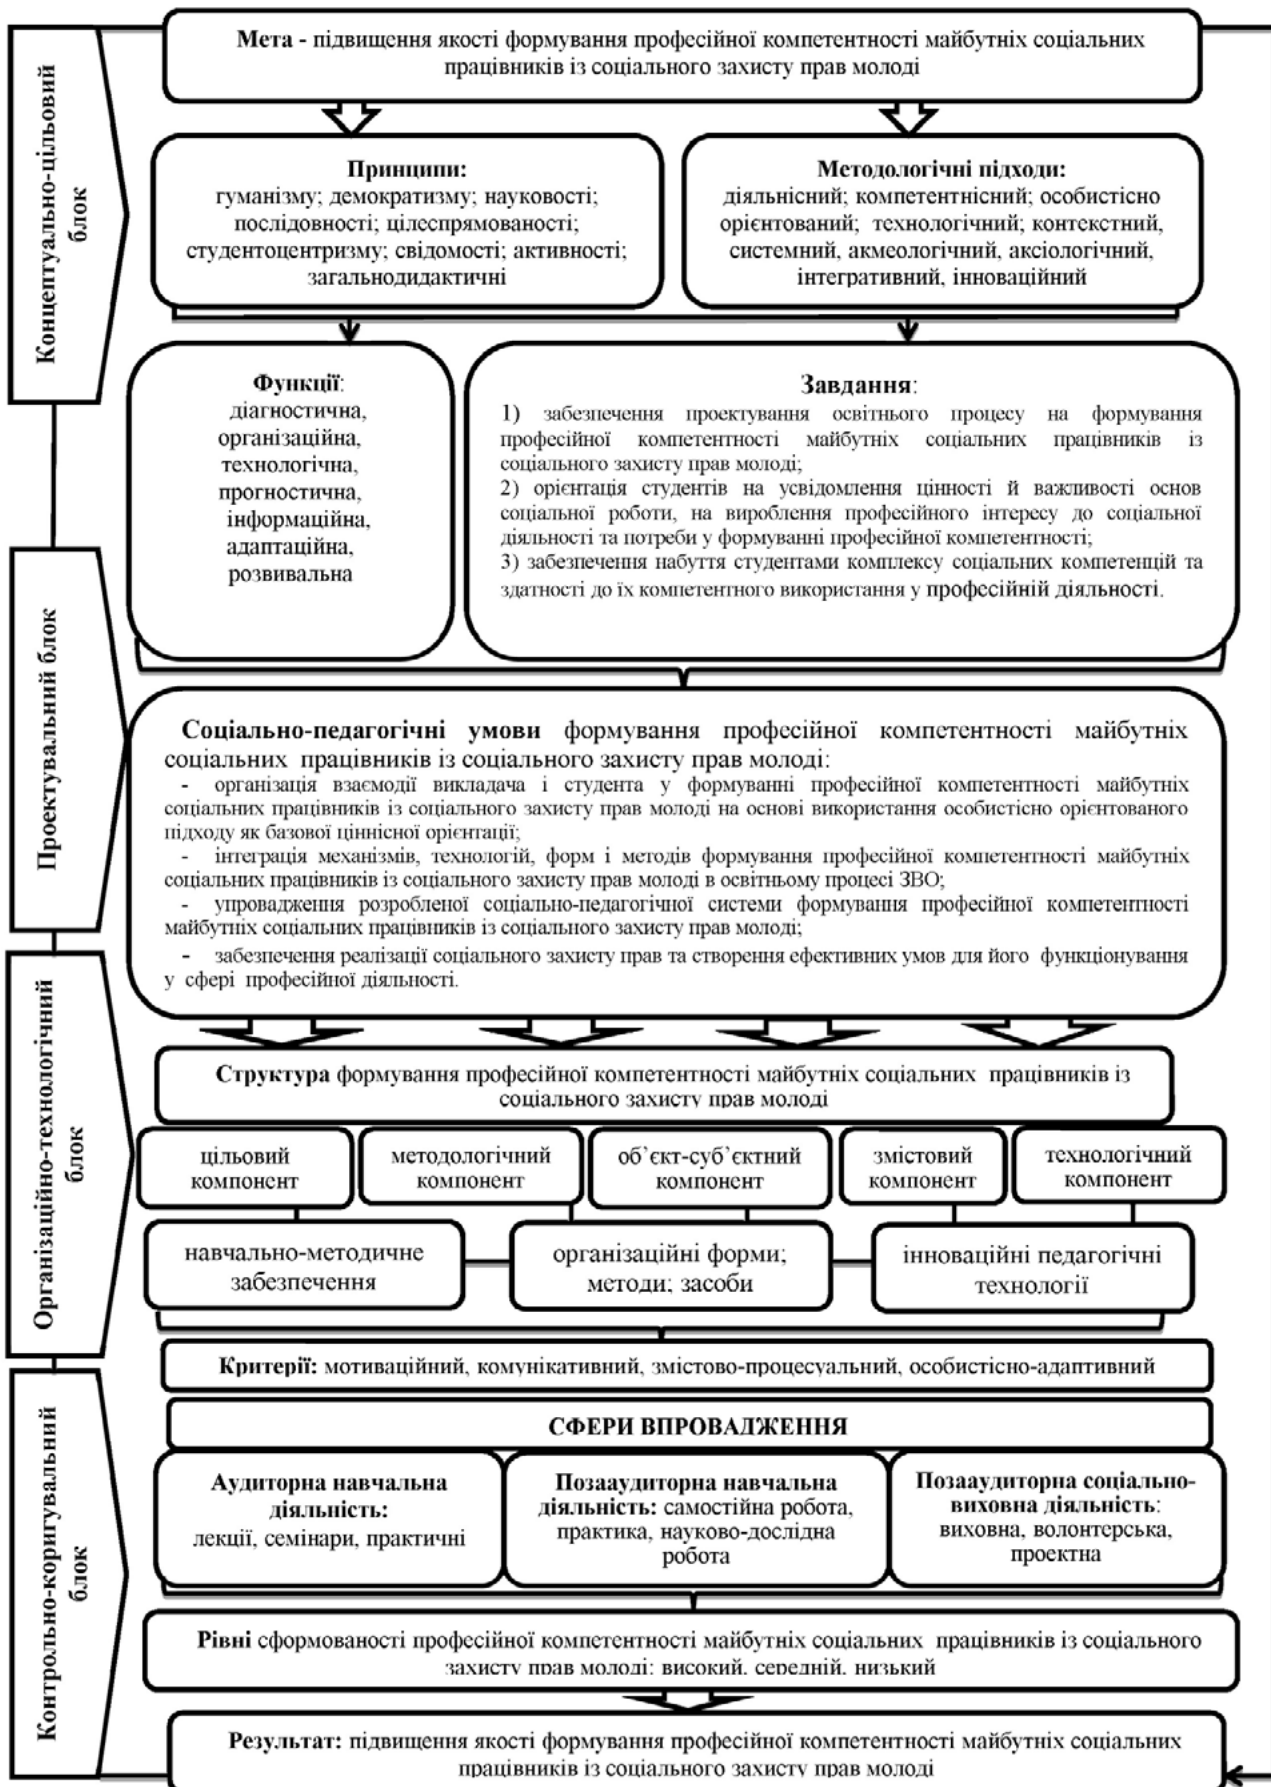 Концептуально-цільовий
блок
Мета - підвищення якості формування професійної компетентності майбутніх соціальних
працівників із соціального захисту прав молоді
Принципи:
гуманізму; демократизму; науковості;
послідовності; цілеспрямованості;
студентоцентризму; свідомості; активності;
загальнодидактичні
Методологічні підходи:
діяльнісний; компетентнісний; особистісно
орієнтований; технологічний; контекстний,
системний, акмеологічний, аксіологічний,
інтегративний, інноваційний
Функції:
діагностична,
організаційна,
технологічна,
прогностична,
інформаційна,
адаптаційна,
розвивальна
Завдання:
1) забезпечення проектування освітнього процесу на формування
професійної компетентності майбутніх соціальних працівників із
соціального захисту прав молоді;
2) орієнтація студентів на усвідомлення цінності й важливості основ
соціальної роботи, на вироблення професійного інтересу до соціальної
діяльності та потреби у формуванні професійної компетентності;
3) забезпечення набуття студентами комплексу соціальних компетенцій та
здатності до їх компетентного використання у професійній діяльності.
Проектувальний блок
Соціально-педагогічні умови формування професійної компетентності майбутніх
соціальних працівників із соціального захисту прав молоді:
- організація взаємодії викладача і студента у формуванні професійної компетентності майбутніх
соціальних працівників із соціального захисту прав молоді на основі використання особистісно орієнтованого
підходу як базової ціннісної орієнтації;
- інтеграція механізмів, технологій, форм і методів формування професійної компетентності майбутніх
соціальних працівників із соціального захисту прав молоді в освітньому процесі ЗВО;
- упровадження розробленої соціально-педагогічної системи формування професійної компетентності
майбутніх соціальних працівників із соціального захисту прав молоді;
- забезпечення реалізації соціального захисту прав та створення ефективних умов для його функціонування
у сфері професійної діяльності.
Організаційно-технологічний
блок
Структура формування професійної компетентності майбутніх соціальних працівників із
соціального захисту прав молоді
цільовий
компонент
методологічний
компонент
об’єкт-суб’єктний
компонент
змістовий
компонент
технологічний
компонент
навчально-методичне
забезпечення
організаційні форми;
методи; засоби
інноваційні педагогічні
технології
Контрольно-коригувальний
блок
Критерії: мотиваційний, комунікативний, змістово-процесуальний, особистісно-адаптивний
СФЕРИ ВПРОВАДЖЕННЯ
Аудиторна навчальна
діяльність:
лекції, семінари, практичні
Позааудиторна навчальна
діяльність: самостійна робота,
практика, науково-дослідна
робота
Позааудиторна соціально-
виховна діяльність:
виховна, волонтерська,
проектна
Рівні сформованості професійної компетентності майбутніх соціальних працівників із соціального
захисту прав молоді: високий, середній, низький
Результат: підвищення якості формування професійної компетентності майбутніх соціальних
працівників із соціального захисту прав молоді